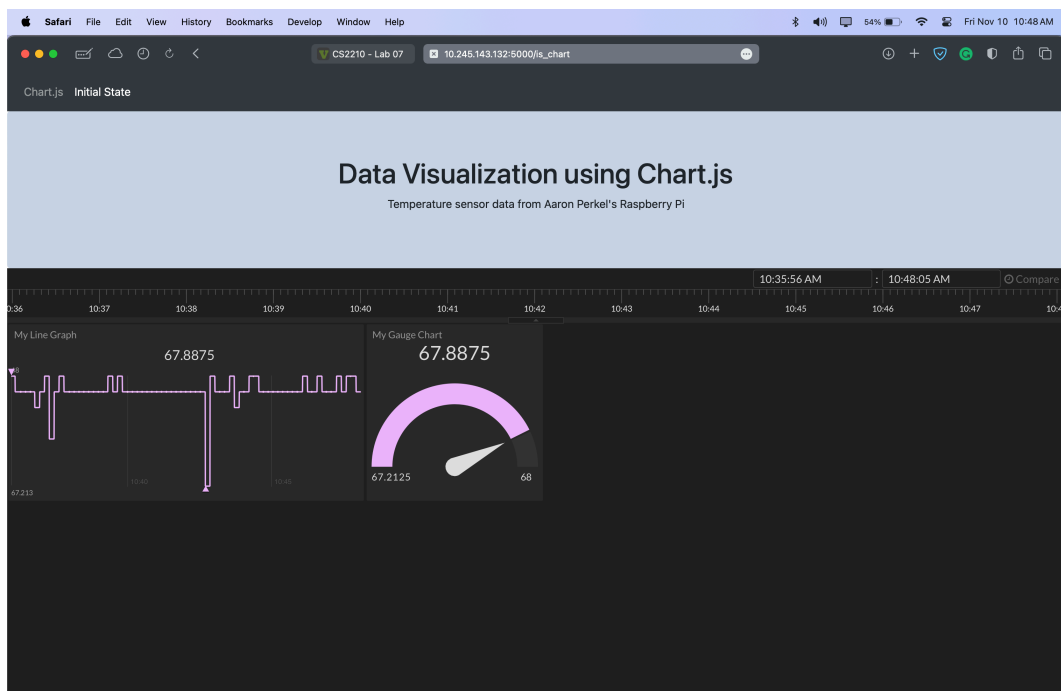 Safari File Edit View History Bookmarks Develop Window Help 54% Fri Nov 10 10:48 AM
CS2210 - Lab 07 10.245.143.132:5000/is_chart
Chart.js Initial State
Data Visualization using Chart.js
Temperature sensor data from Aaron Perkel's Raspberry Pi
10:35:56 AM : 10:48:05 AM Compare
10:37 10:38 10:39 10:40 10:41 10:42 10:43 10:44 10:45 10:46 10:47
My Line Graph
67.8875
10:40 10:45
67.213
My Gauge Chart
67.8875
67.2125 68